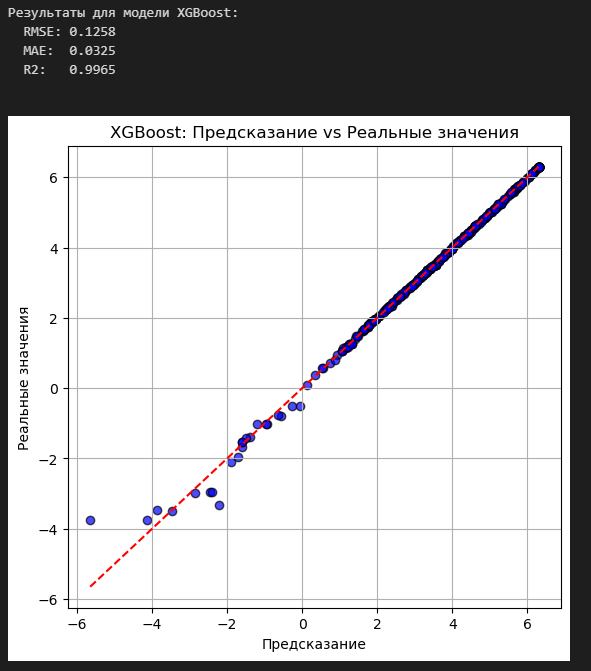 Результаты для модели XGBoost:
RMSE: 0.1258
MAE: 0.0325
R2: 0.9965
XGBoost: Предсказание vs Реальные значения
Реальные значения
6
4
2
0
−2
−4
−6
−6 −4 −2 0 2 4 6
Предсказание